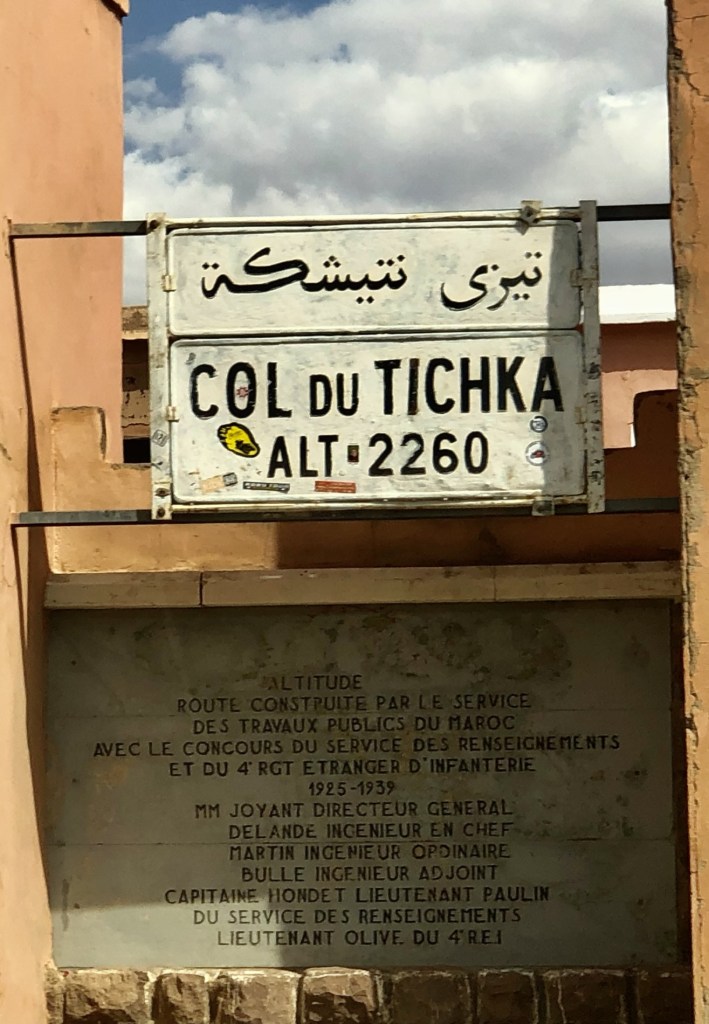 تيزي نتيشكة
COL DU TICHKA
ALT·2260
ALTITUDE
ROUTE CONSTRUITE PAR LE SERVICE
DES TRAVAUX PUBLICS DU MAROC
AVEC LE CONCOURS DU SERVICE DES RENSEIGNEMENTS
ET DU 4ᵉ RGT ETRANGER D'INFANTERIE
1925-1939
MM JOYANT DIRECTEUR GENERAL
DELANDE INGENIEUR EN CHEF
MARTIN INGENIEUR ORDINAIRE
BULLE INGENIEUR ADJOINT
CAPITAINE HONDET LIEUTENANT PAULIN
DU SERVICE DES RENSEIGNEMENTS
LIEUTENANT OLIVE DU 4ᵉ R.E.I